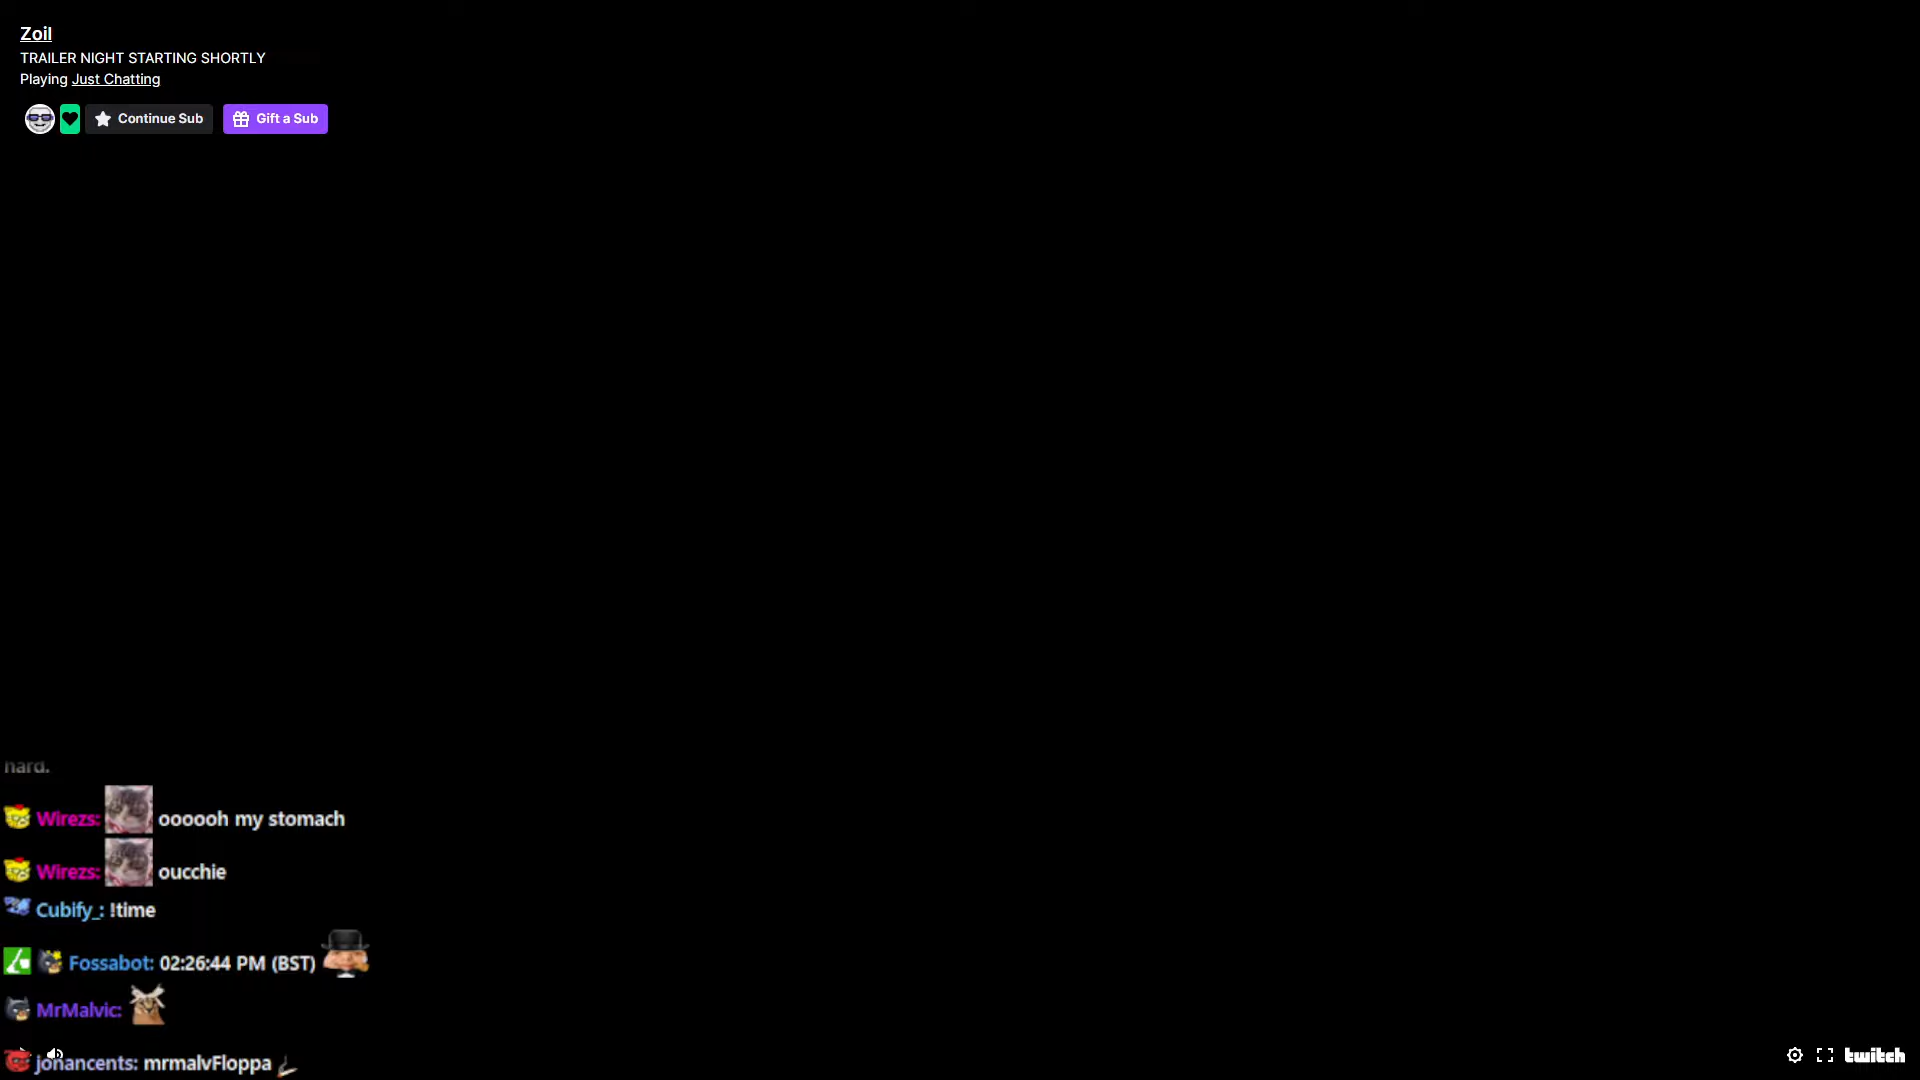 Zoil
TRAILER NIGHT STARTING SHORTLY
Playing Just Chatting
Continue Sub
Gift a Sub
hard.
Wirezs: oooooh my stomach
Wirezs: oucchie
Cubify_: !time
Fossabot: 02:26:44 PM (BST)
MrMalvic:
jonancents: mrmalvFloppa
twitch